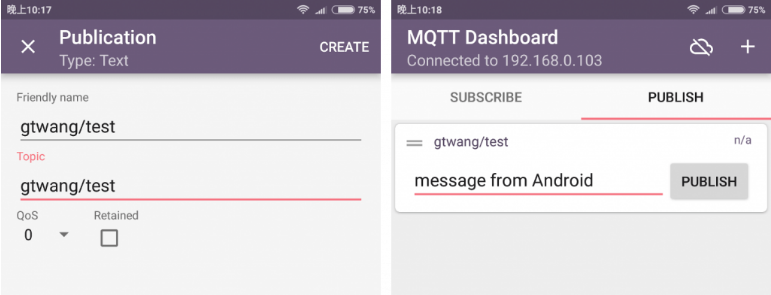 晚上10:17
75%
Publication
CREATE
Type: Text
Friendly name
gtwang/test
Topic
gtwang/test
QoS
Retained
0
晚上10:18
75%
MQTT Dashboard
Connected to 192.168.0.103
SUBSCRIBE
PUBLISH
gtwang/test
n/a
message from Android
PUBLISH